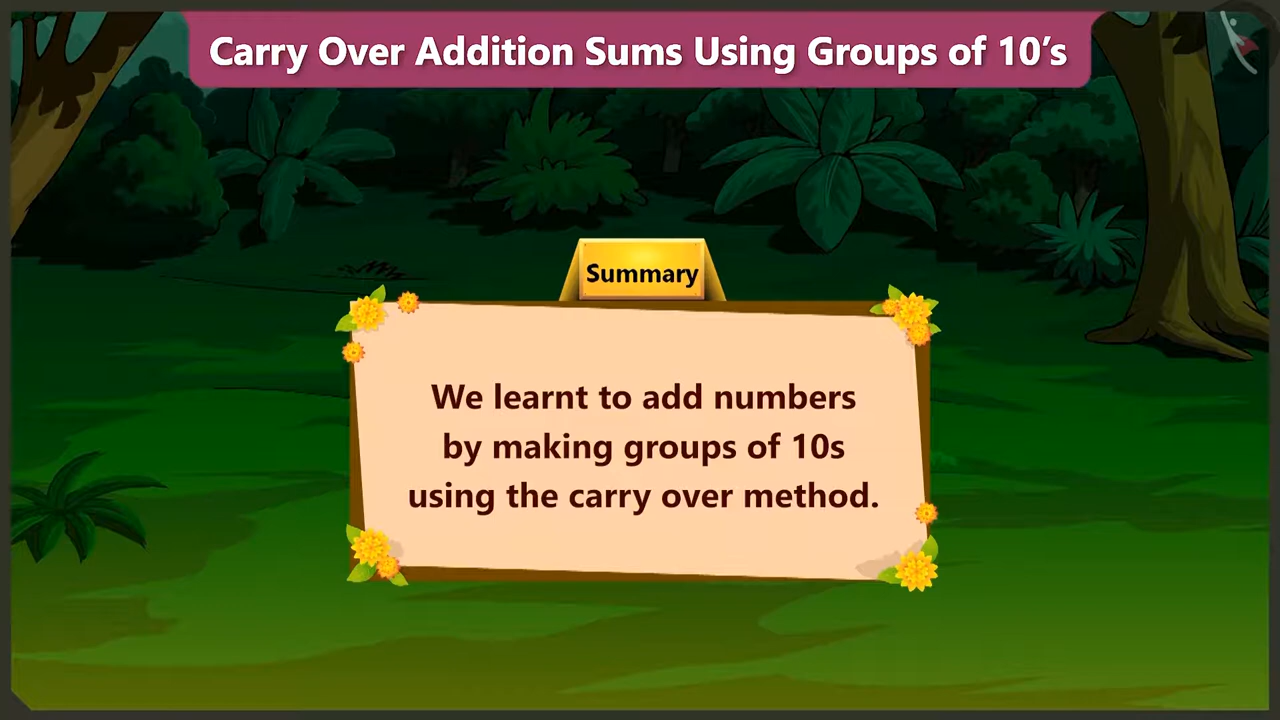 Carry Over Addition Sums Using Groups of 10’s
Summary
We learnt to add numbers
by making groups of 10s
using the carry over method.